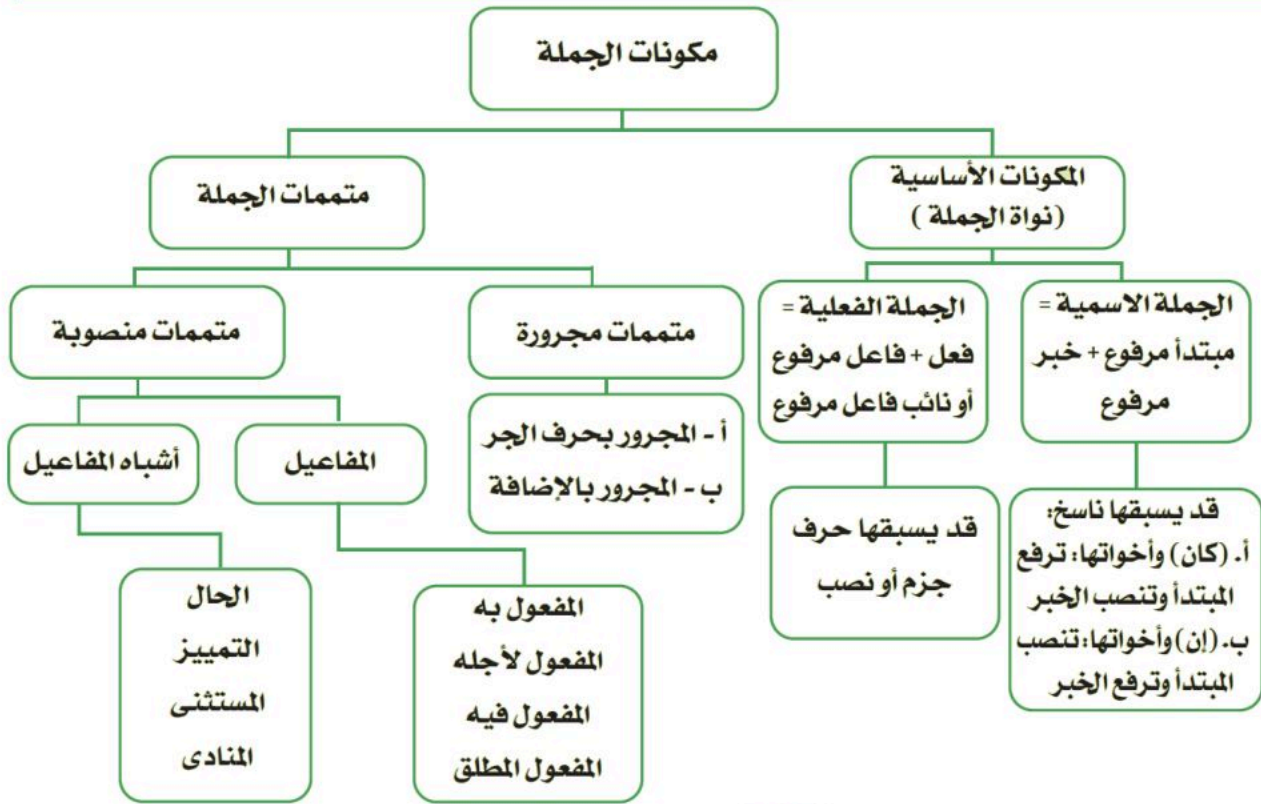 مكونات الجملة
المكونات الأساسية
(نواة الجملة )
متممات الجملة
الجملة الاسمية =
مبتدأ مرفوع + خبر
مرفوع
الجملة الفعلية =
فعل + فاعل مرفوع
أو نائب فاعل مرفوع
متممات مجرورة
متممات منصوبة
قد يسبقها ناسخ:
أ. (كان) وأخواتها: ترفع
المبتدأ وتنصب الخبر
ب. (إن) وأخواتها: تنصب
المبتدأ وترفع الخبر
قد يسبقها حرف
جزم أو نصب
أ - المجرور بحرف الجر
ب - المجرور بالإضافة
المفاعيل
أشباه المفاعيل
المفعول به
المفعول لأجله
المفعول فيه
المفعول المطلق
الحال
التمييز
المستثنى
المنادى